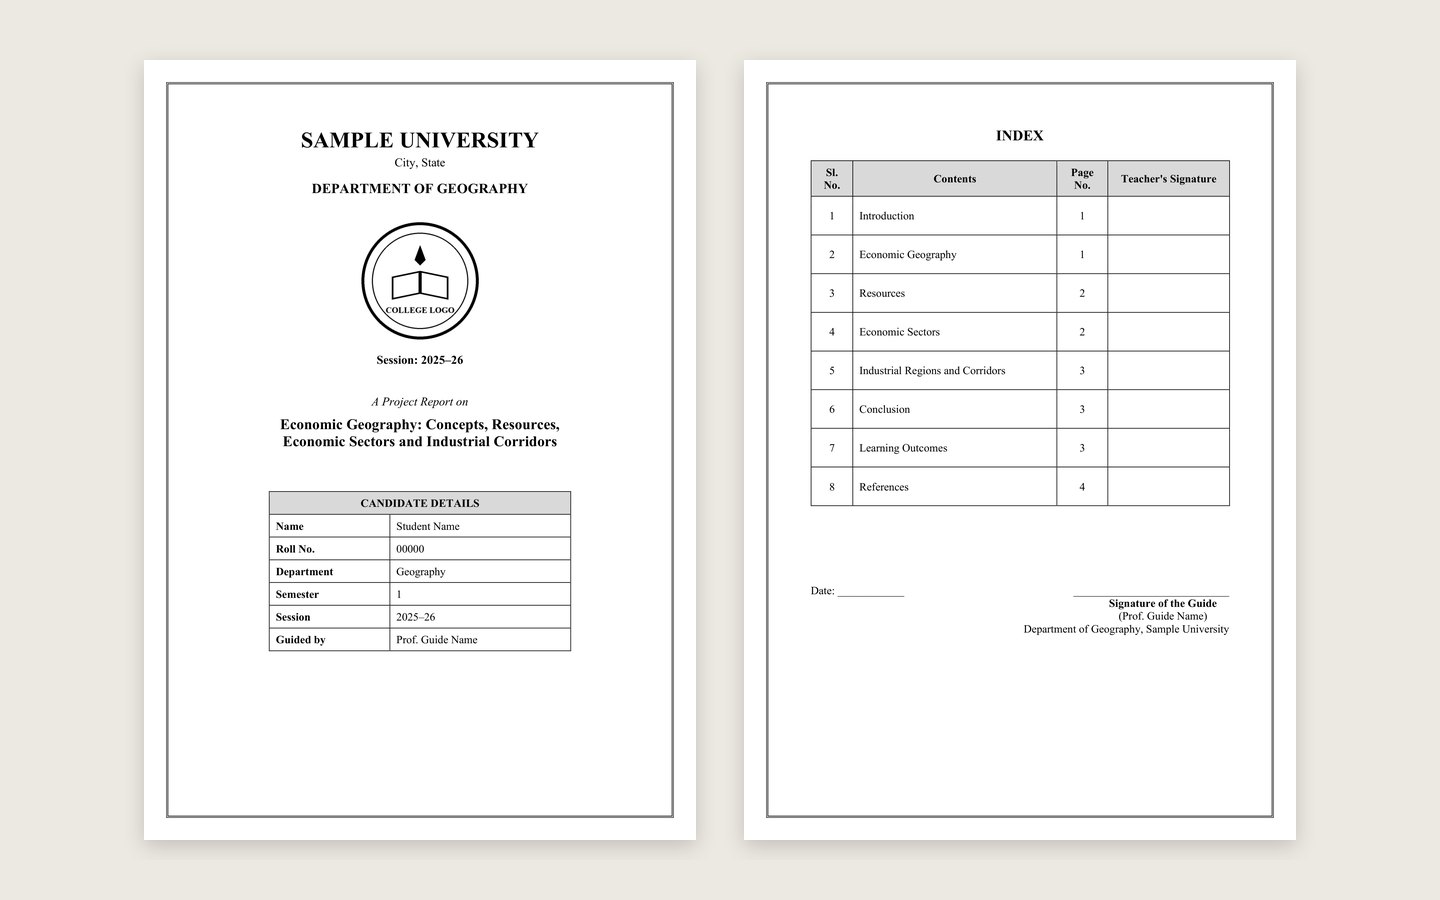 SAMPLE UNIVERSITY
City, State
DEPARTMENT OF GEOGRAPHY
COLLEGE LOGO
Session: 2025–26
A Project Report on
Economic Geography: Concepts, Resources,
Economic Sectors and Industrial Corridors
CANDIDATE DETAILS
Name Student Name
Roll No. 00000
Department Geography
Semester 1
Session 2025–26
Guided by Prof. Guide Name
INDEX
Sl. No. Contents Page No. Teacher's Signature
1 Introduction 1
2 Economic Geography 1
3 Resources 2
4 Economic Sectors 2
5 Industrial Regions and Corridors 3
6 Conclusion 3
7 Learning Outcomes 3
8 References 4
Date: ____________
Signature of the Guide
(Prof. Guide Name)
Department of Geography, Sample University